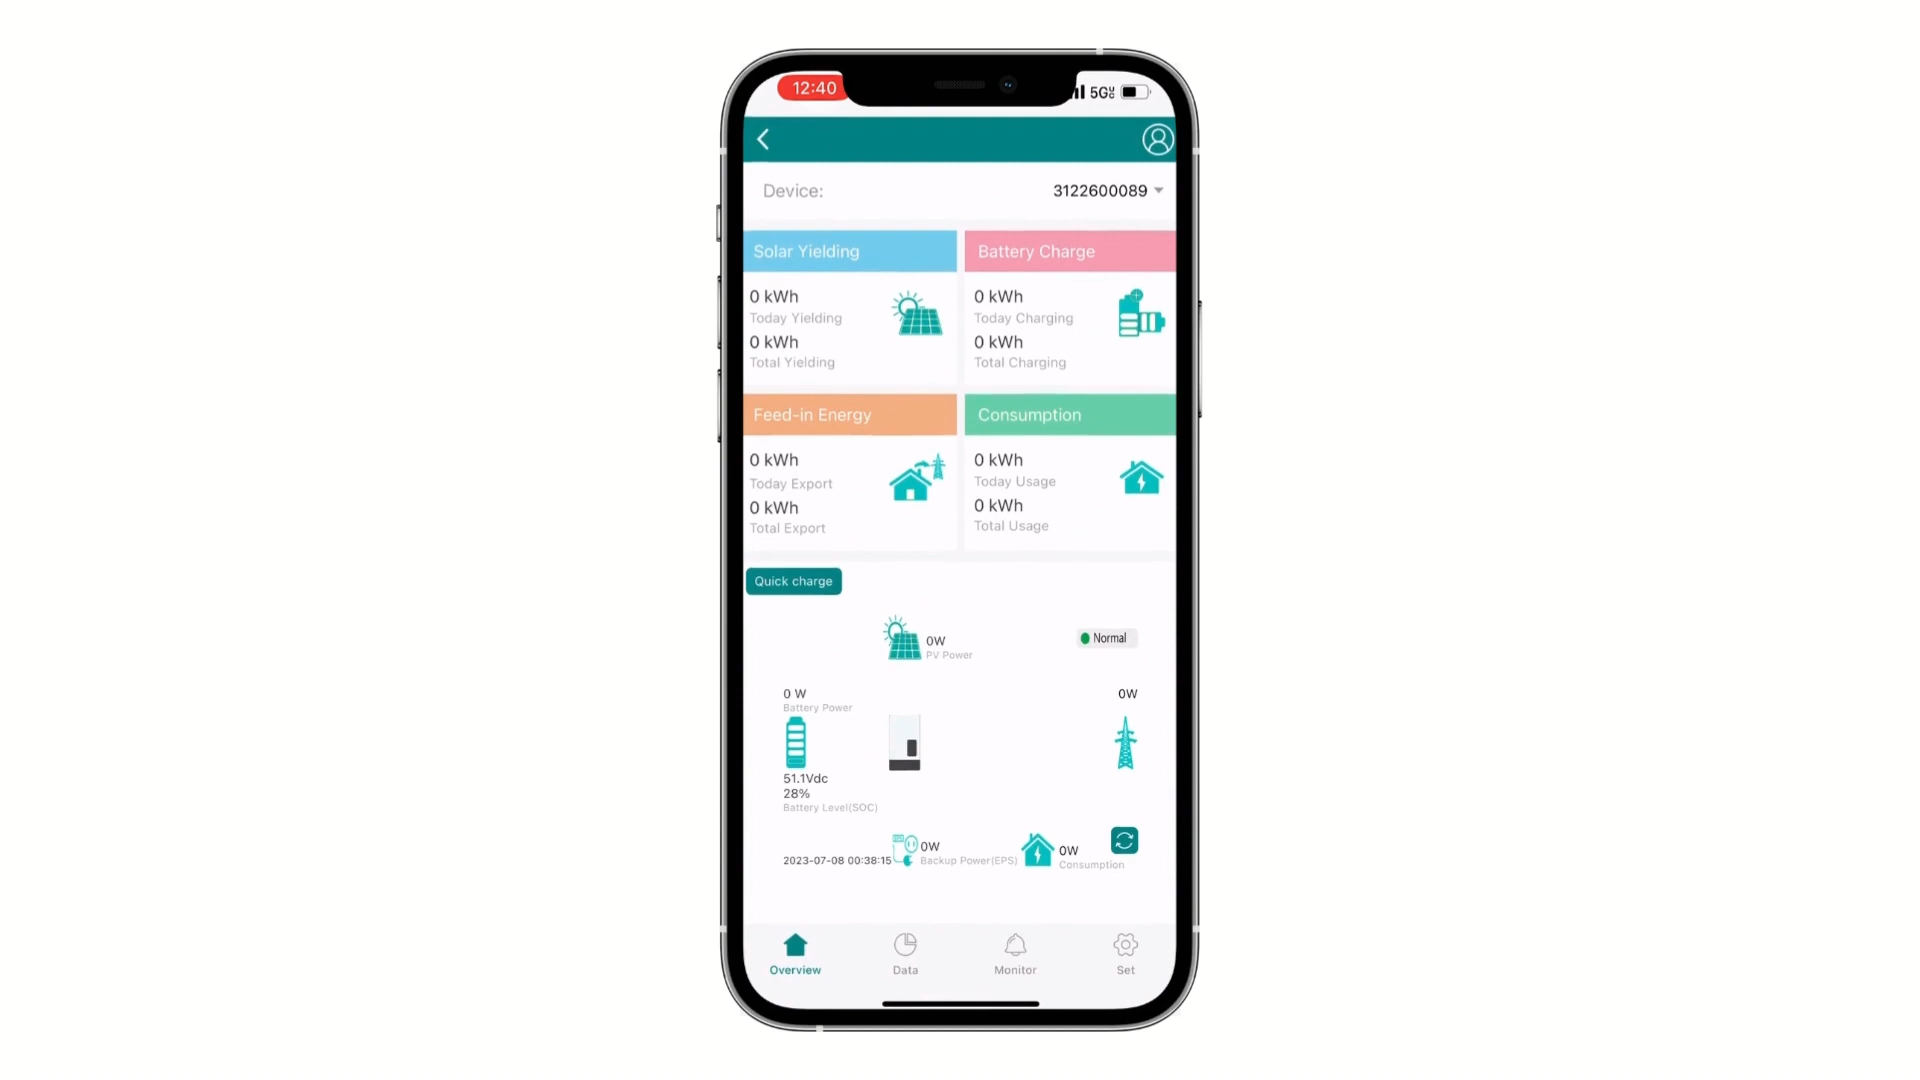 12:40
5G
Device:
3122600089
Solar Yielding
Battery Charge
0 kWh
Today Yielding
0 kWh
Total Yielding
0 kWh
Today Charging
0 kWh
Total Charging
Feed-in Energy
Consumption
0 kWh
Today Export
0 kWh
Total Export
0 kWh
Today Usage
0 kWh
Total Usage
Quick charge
0W
PV Power
Normal
0 W
Battery Power
0W
51.1Vdc
28%
Battery Level(SOC)
0W
Backup Power(EPS)
0W
Consumption
2023-07-08 00:38:15
Overview
Data
Monitor
Set